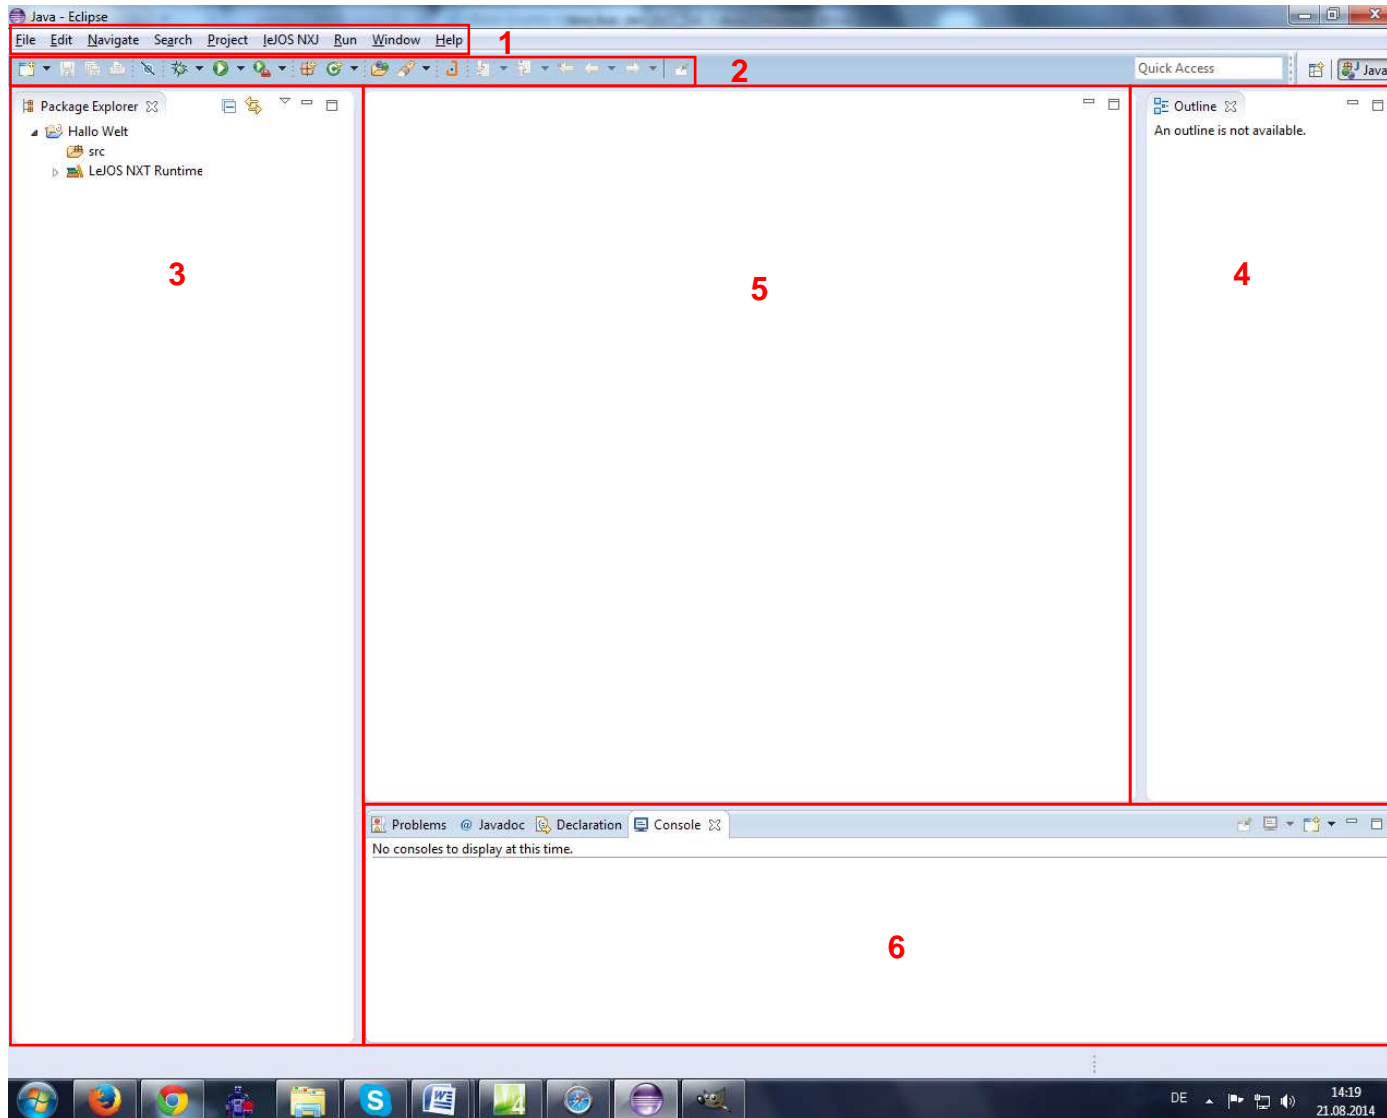 Java - Eclipse
File Edit Navigate Search Project leJOS NXJ Run Window Help
1
2
Quick Access
Java
Package Explorer
Outline
Hallo Welt
An outline is not available.
src
LeJOS NXT Runtime
3
5
4
Problems @ Javadoc Declaration Console
No consoles to display at this time.
6
DE
14:19
21.08.2014